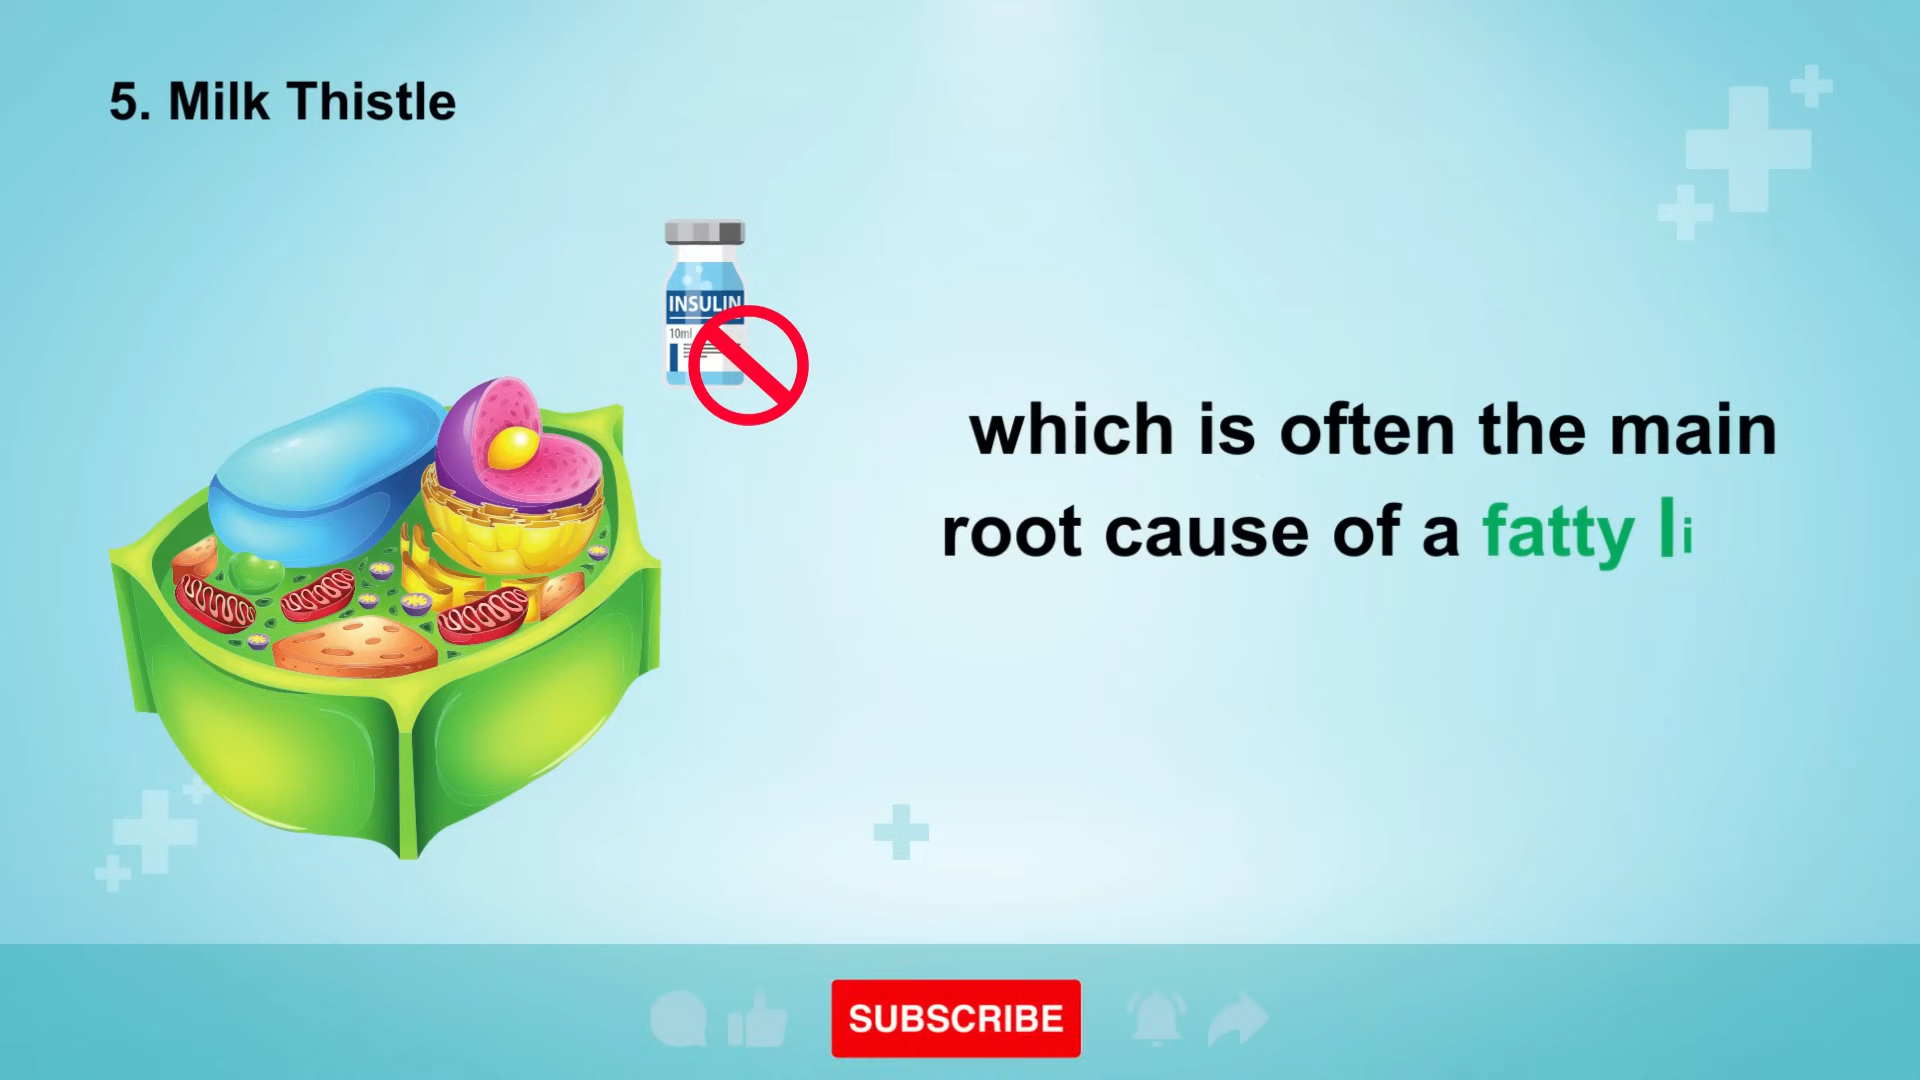 5. Milk Thistle
INSULIN
10ml
which is often the main
root cause of a fatty li
SUBSCRIBE